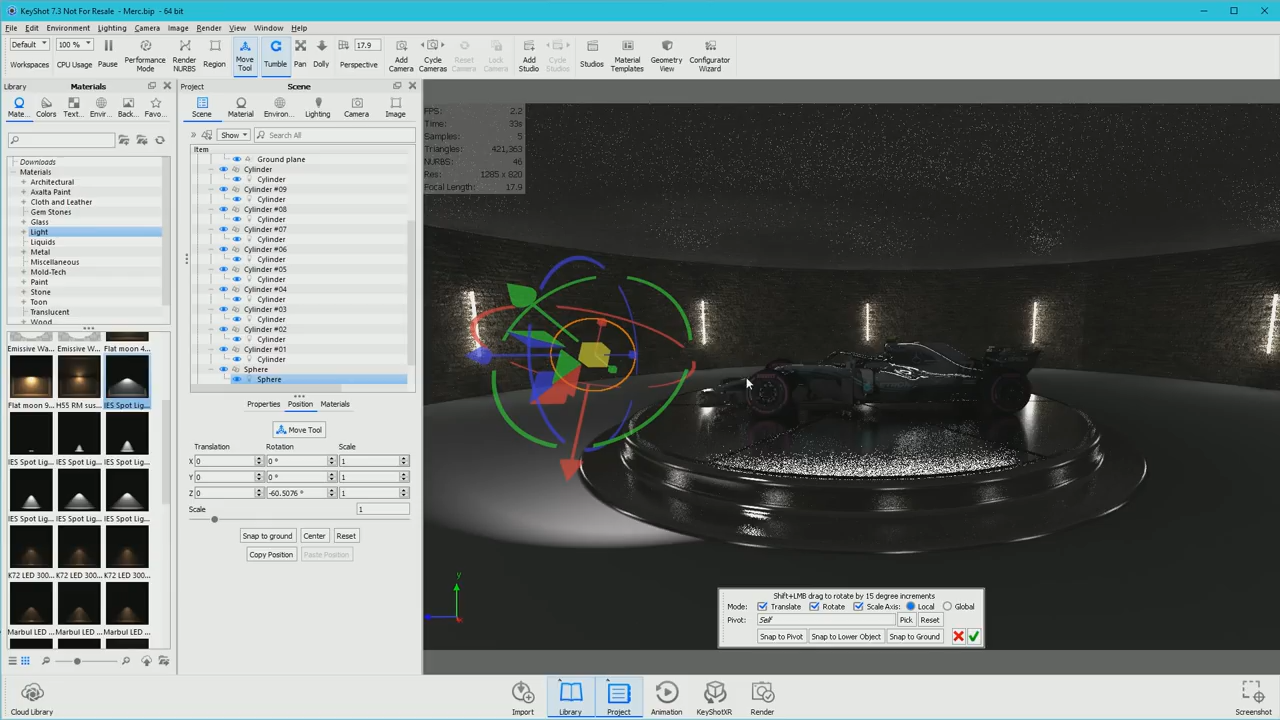 KeyShot 7.3 Not For Resale - Merc.bip - 64 bit
File Edit Environment Lighting Camera Image Render View Window Help
Default 100 % 17.9
Workspaces CPU Usage Pause Performance Mode Render NURBS Region Move Tool Tumble Pan Dolly Perspective Add Camera Cycle Cameras Reset Camera Lock Camera Add Studio Cycle Studios Studios Material Templates Geometry View Configurator Wizard
Library Materials
Mate... Colors Text... Envir... Back... Favo...
Downloads
Materials
Architectural
Axalta Paint
Cloth and Leather
Gem Stones
Glass
Light
Liquids
Metal
Miscellaneous
Mold-Tech
Paint
Stone
Toon
Translucent
Wood
Emissive Wa... Emissive W... Flat moon 4...
Flat moon 9... H55 RM sus... IES Spot Lig...
IES Spot Lig... IES Spot Lig... IES Spot Lig...
IES Spot Lig... IES Spot Lig... IES Spot Lig...
K72 LED 300... K72 LED 300... K72 LED 300...
Marbul LED ... Marbul LED ... Marbul LED ...
Project Scene
Scene Material Environ... Lighting Camera Image
Show Search All
Item
Ground plane
Cylinder
Cylinder
Cylinder #09
Cylinder
Cylinder #08
Cylinder
Cylinder #07
Cylinder
Cylinder #06
Cylinder
Cylinder #05
Cylinder
Cylinder #04
Cylinder
Cylinder #03
Cylinder
Cylinder #02
Cylinder
Cylinder #01
Cylinder
Sphere
Sphere
Properties Position Materials
Move Tool
Translation Rotation Scale
X 0 0 ° 1
Y 0 0 ° 1
Z 0 -60.5076 ° 1
Scale 1
Snap to ground Center Reset
Copy Position Paste Position
FPS: 2.2
Time: 33s
Samples: 5
Triangles: 421,363
NURBS: 46
Res: 1285 x 820
Focal Length: 17.9
y
Shift+LMB drag to rotate by 15 degree increments
Mode: Translate Rotate Scale Axis: Local Global
Pivot: Self Pick Reset
Snap to Pivot Snap to Lower Object Snap to Ground
Cloud Library Import Library Project Animation KeyShotXR Render Screenshot